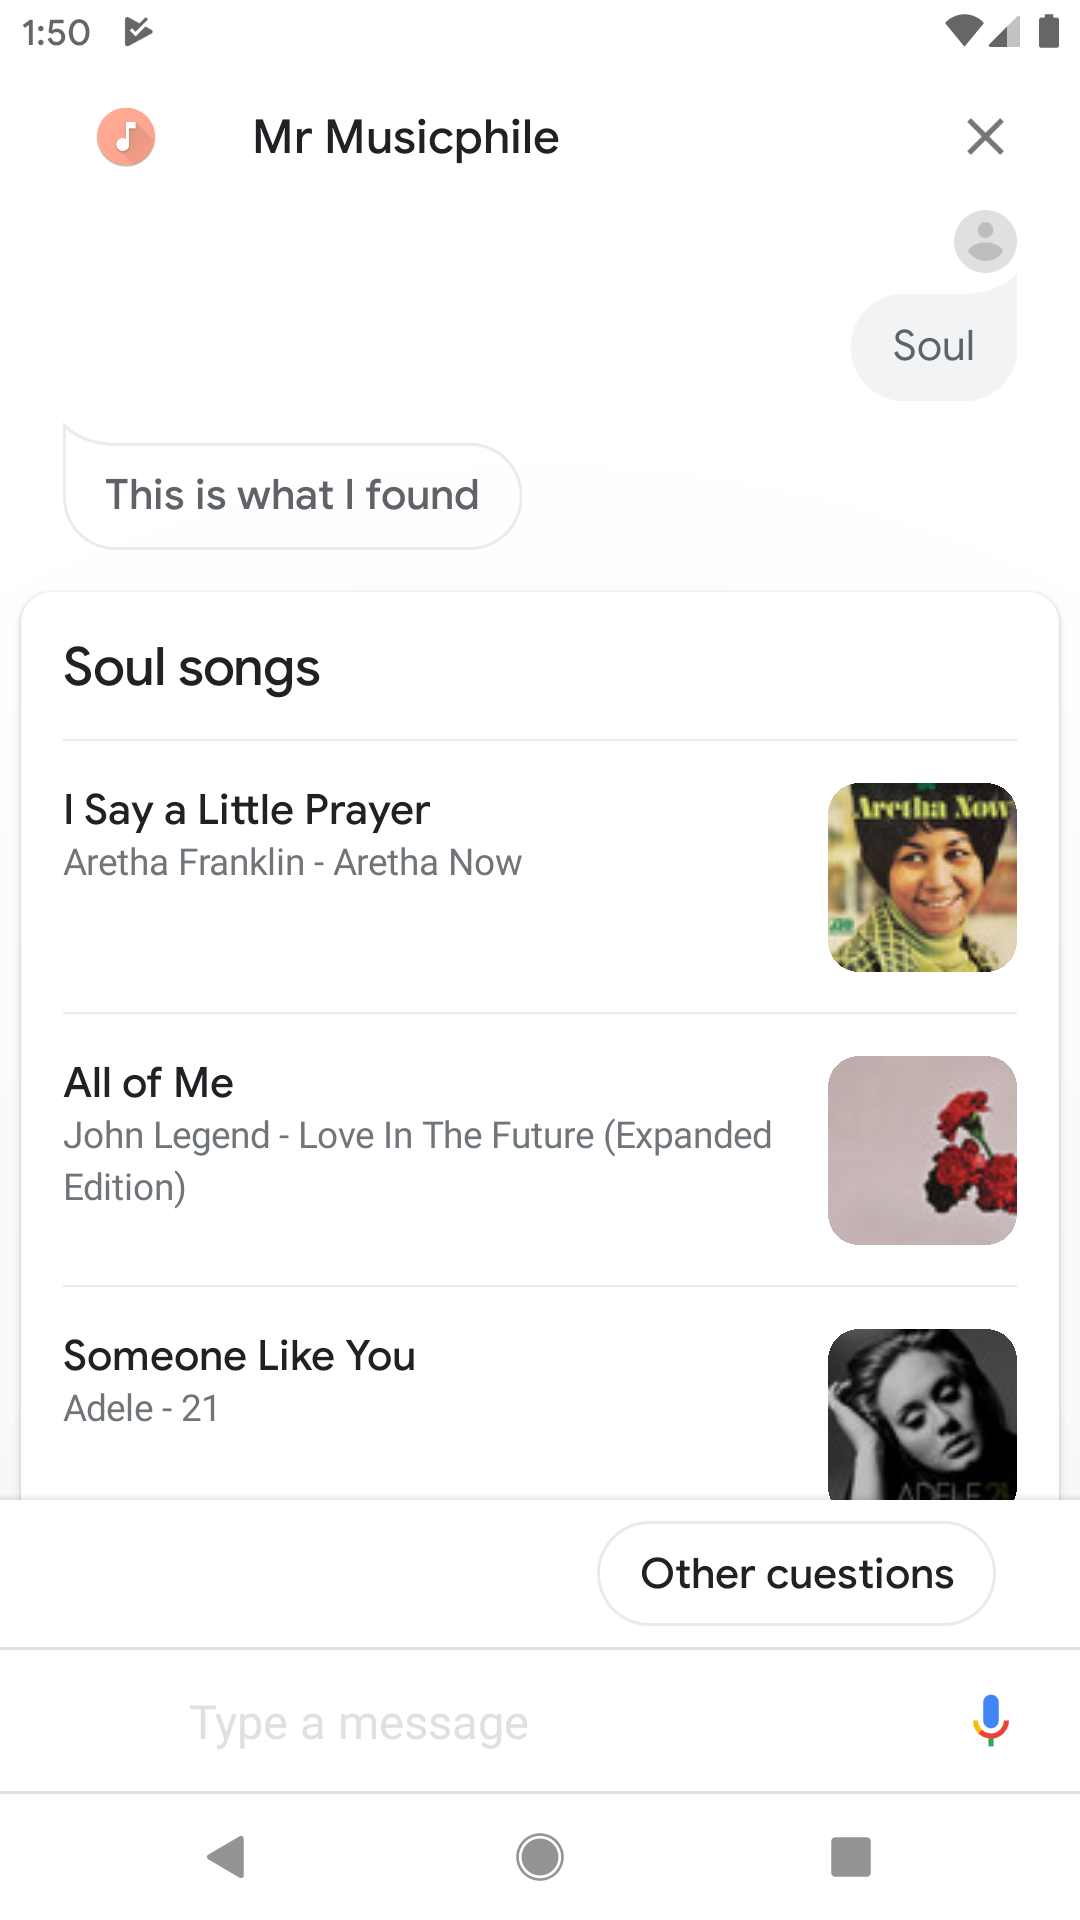 1:50
Mr Musicphile
Soul
This is what I found
Soul songs
I Say a Little Prayer
Aretha Franklin - Aretha Now
Aretha Now
All of Me
John Legend - Love In The Future (Expanded
Edition)
Someone Like You
Adele - 21
ADELE 21
Other cuestions
Type a message